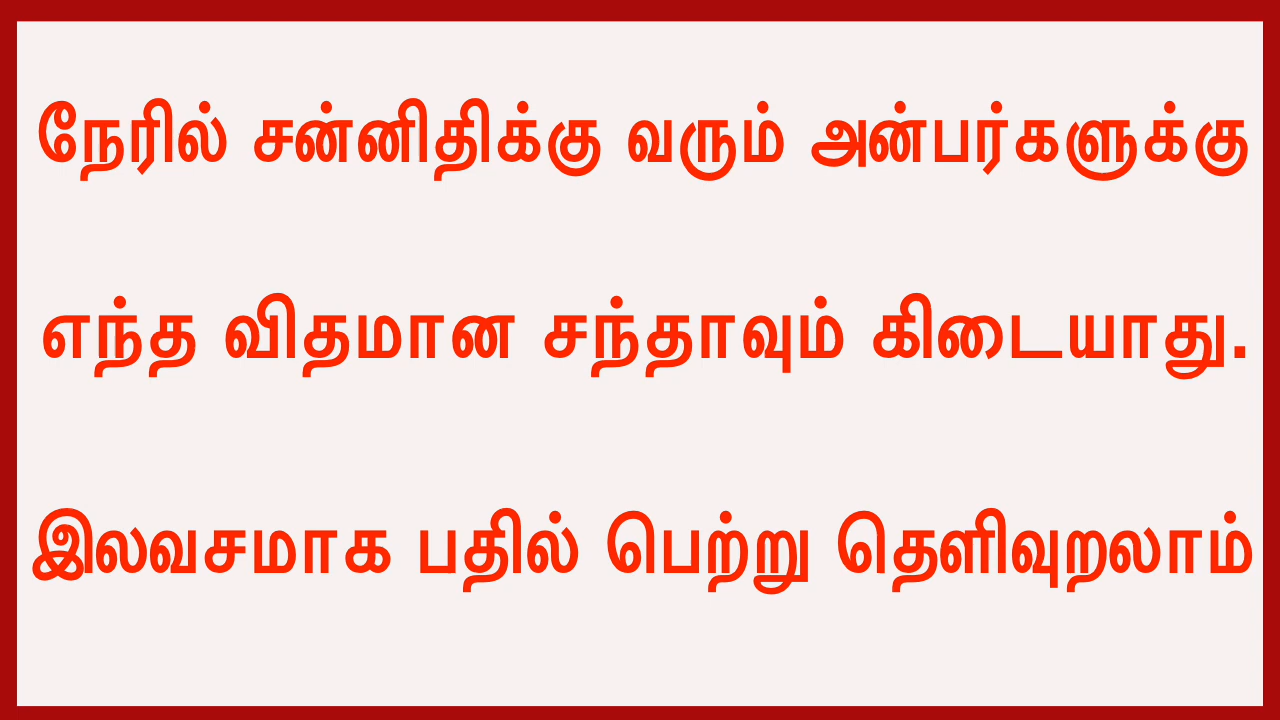 நேரில் சன்னிதிக்கு வரும் அன்பர்களுக்கு
எந்த விதமான சந்தாவும் கிடையாது.
இலவசமாக பதில் பெற்று தெளிவுறலாம்